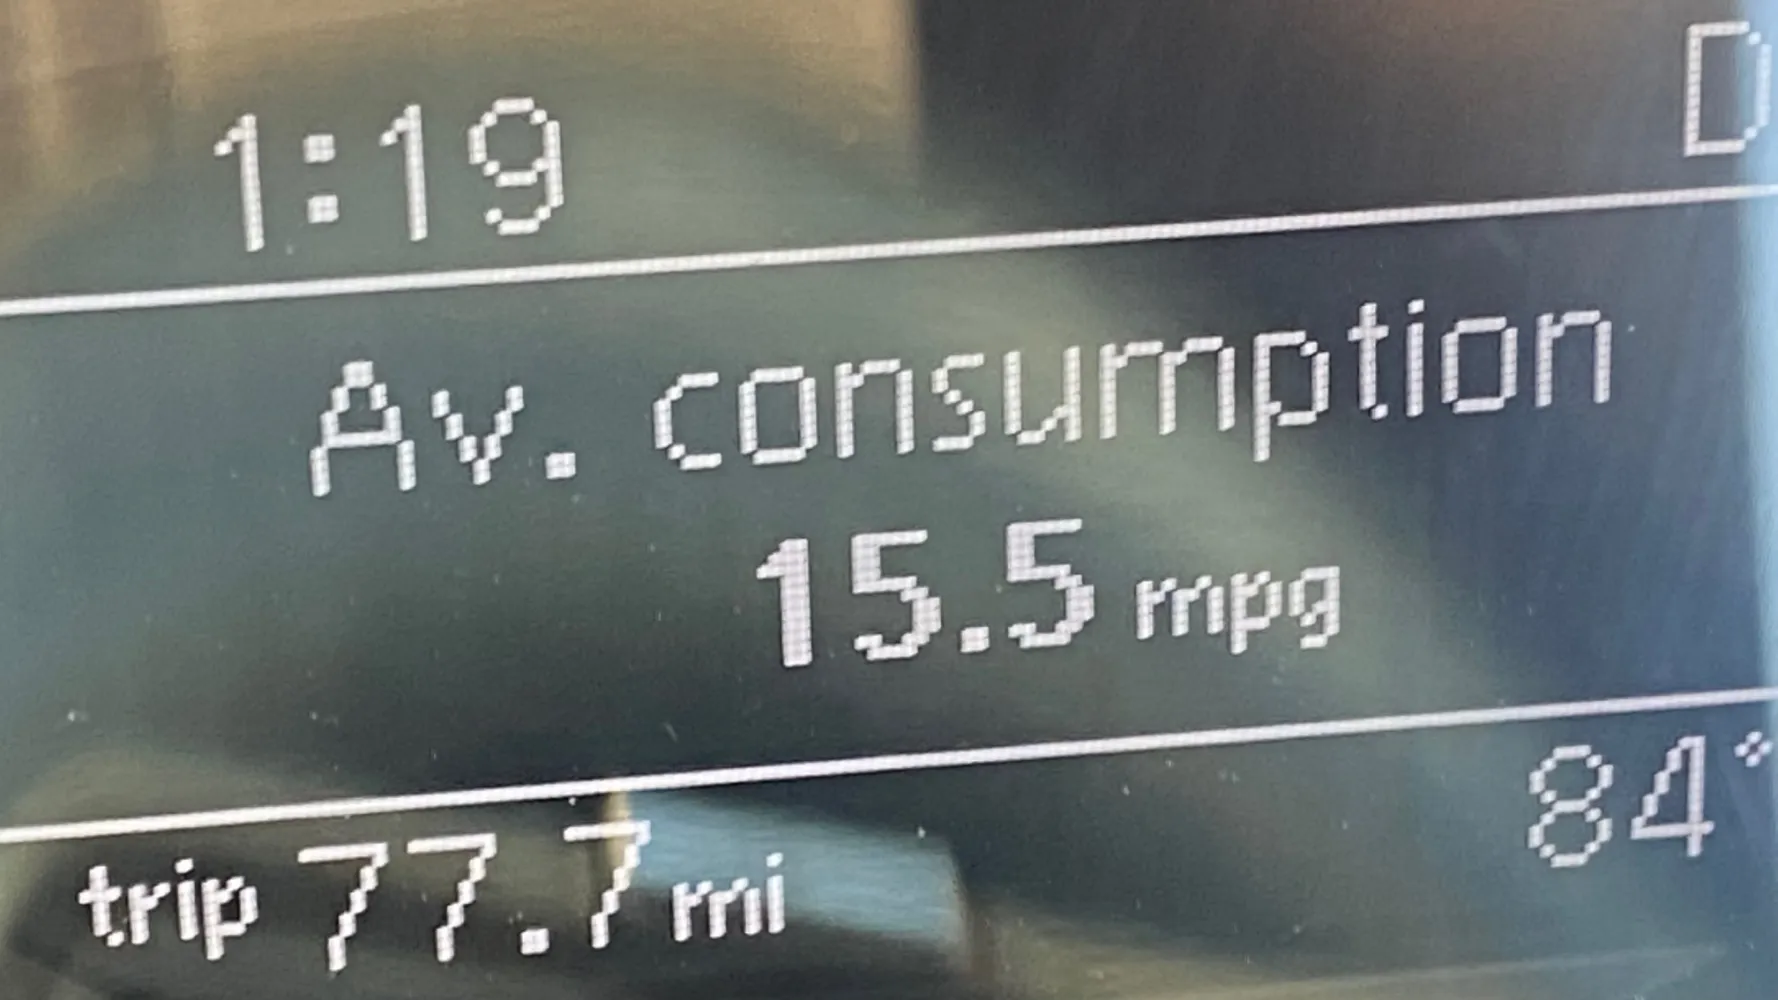 1:19 D
Av. consumption
15.5 mpg
84°
trip 77.7 mi